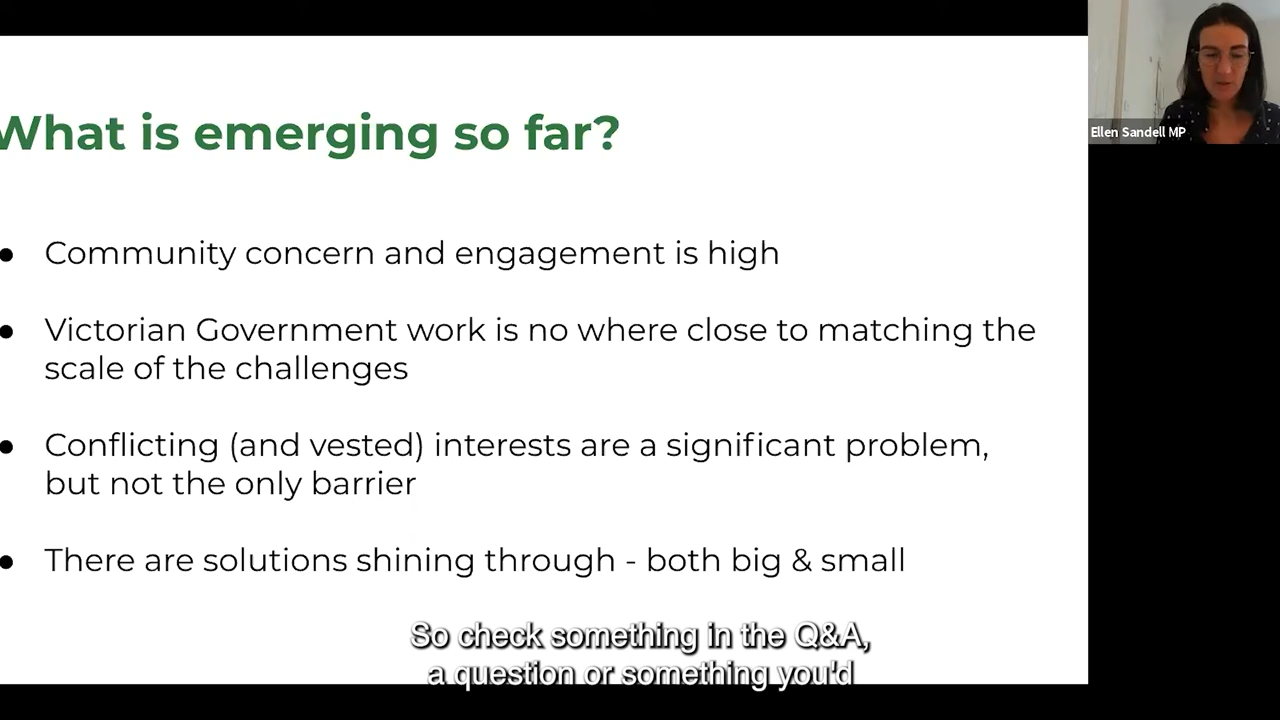 What is emerging so far?
Ellen Sandell MP
● Community concern and engagement is high
● Victorian Government work is no where close to matching the
scale of the challenges
● Conflicting (and vested) interests are a significant problem,
but not the only barrier
● There are solutions shining through - both big & small
So check something in the Q&A,
a question or something you'd